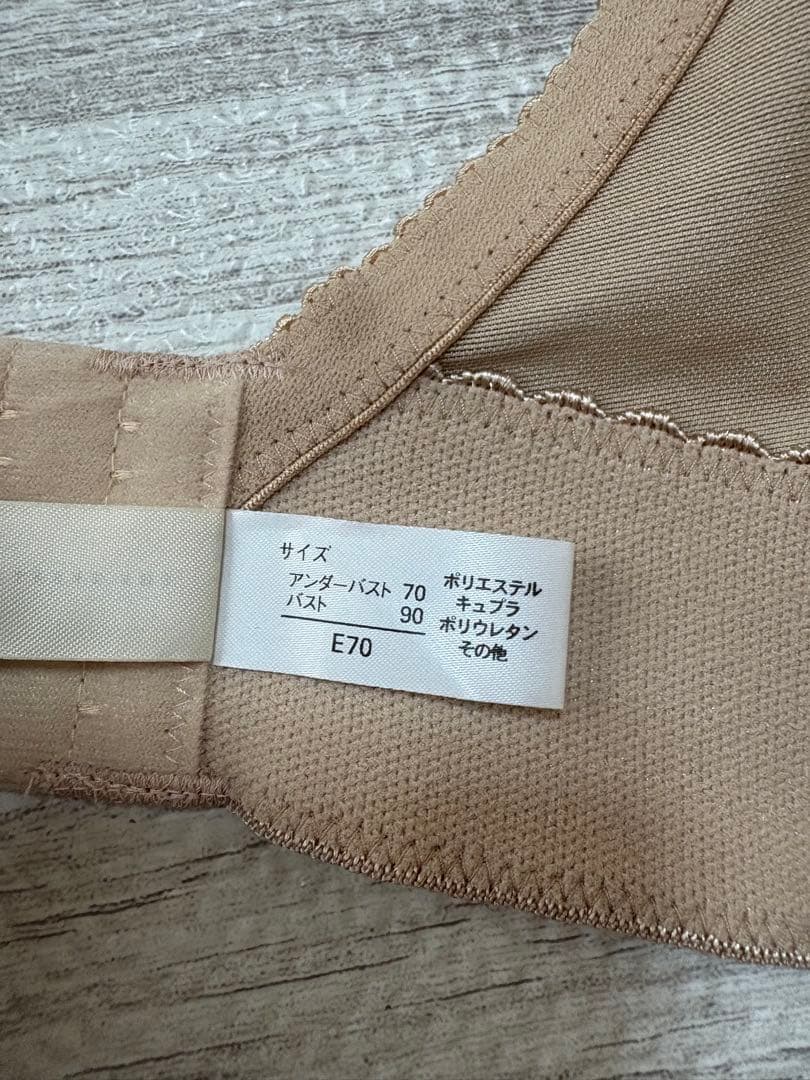 サイズ
アンダーバスト 70
バスト 90
E70
ポリエステル
キュプラ
ポリウレタン
その他